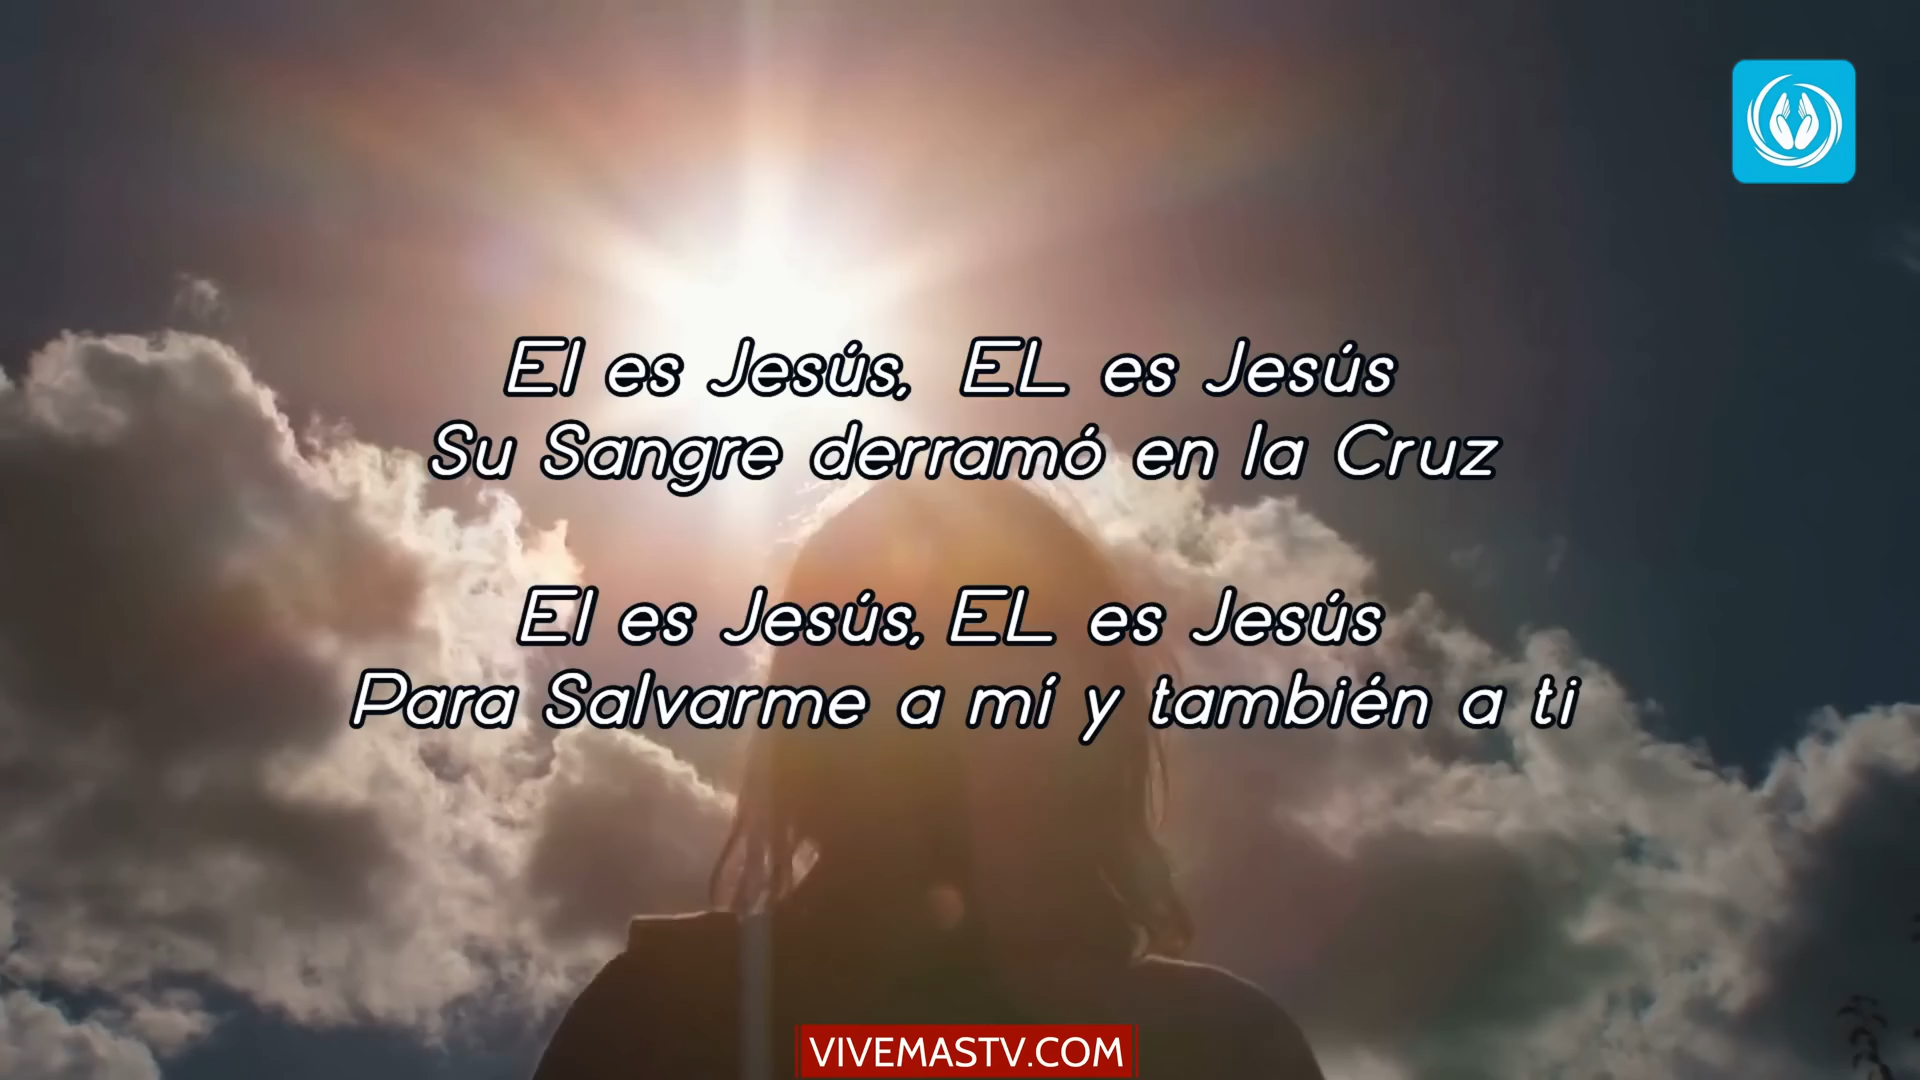 El es Jesús, EL es Jesús
Su Sangre derramó en la Cruz
El es Jesús, EL es Jesús
Para Salvarme a mí y también a ti
VIVEMASTV.COM